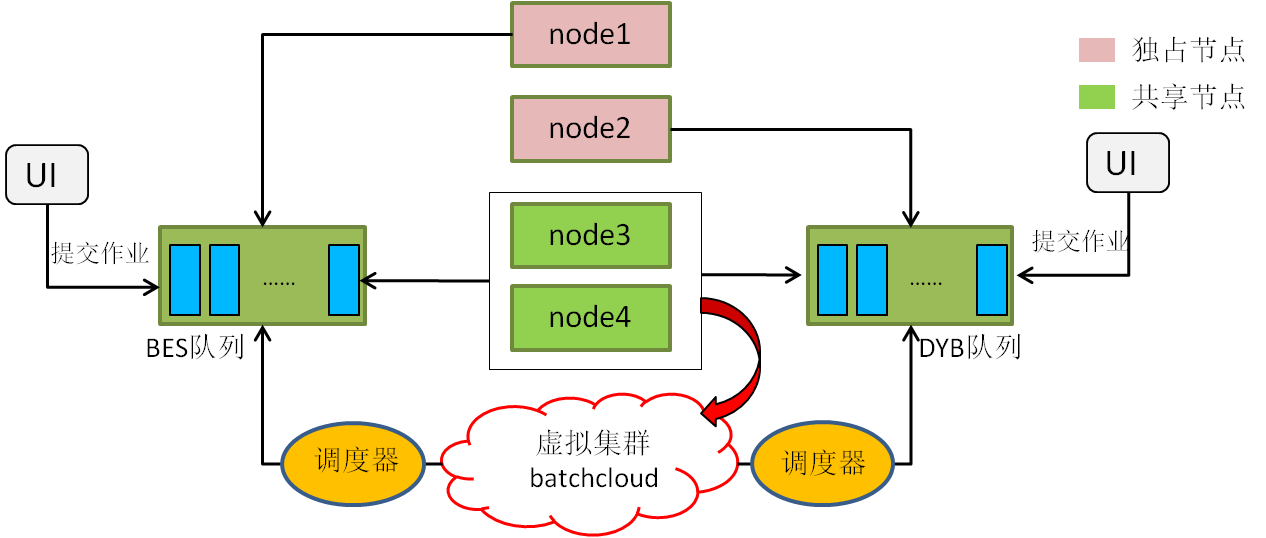 node1
独占节点
共享节点
node2
UI
UI
node3
提交作业
提交作业
……
……
node4
BES队列
DYB队列
虚拟集群
batchcloud
调度器
调度器